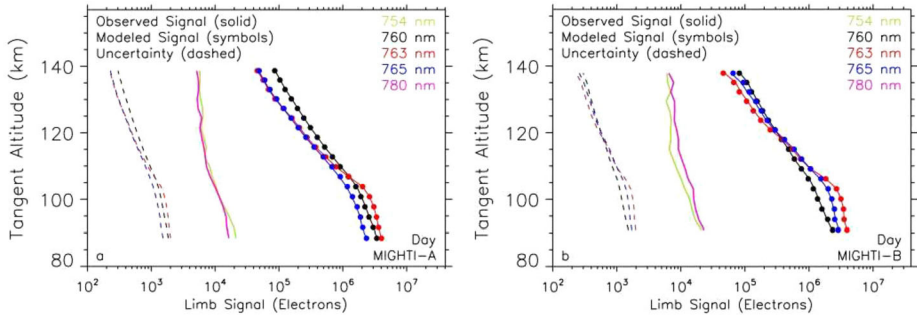 Observed Signal (solid)
Modeled Signal (symbols)
Uncertainty (dashed)
754 nm
760 nm
763 nm
765 nm
780 nm
Tangent Altitude (km)
140
120
100
80
a
Day
MIGHTI-A
10^2 10^3 10^4 10^5 10^6 10^7
Limb Signal (Electrons)
Observed Signal (solid)
Modeled Signal (symbols)
Uncertainty (dashed)
754 nm
760 nm
763 nm
765 nm
780 nm
Tangent Altitude (km)
140
120
100
80
b
Day
MIGHTI-B
10^2 10^3 10^4 10^5 10^6 10^7
Limb Signal (Electrons)